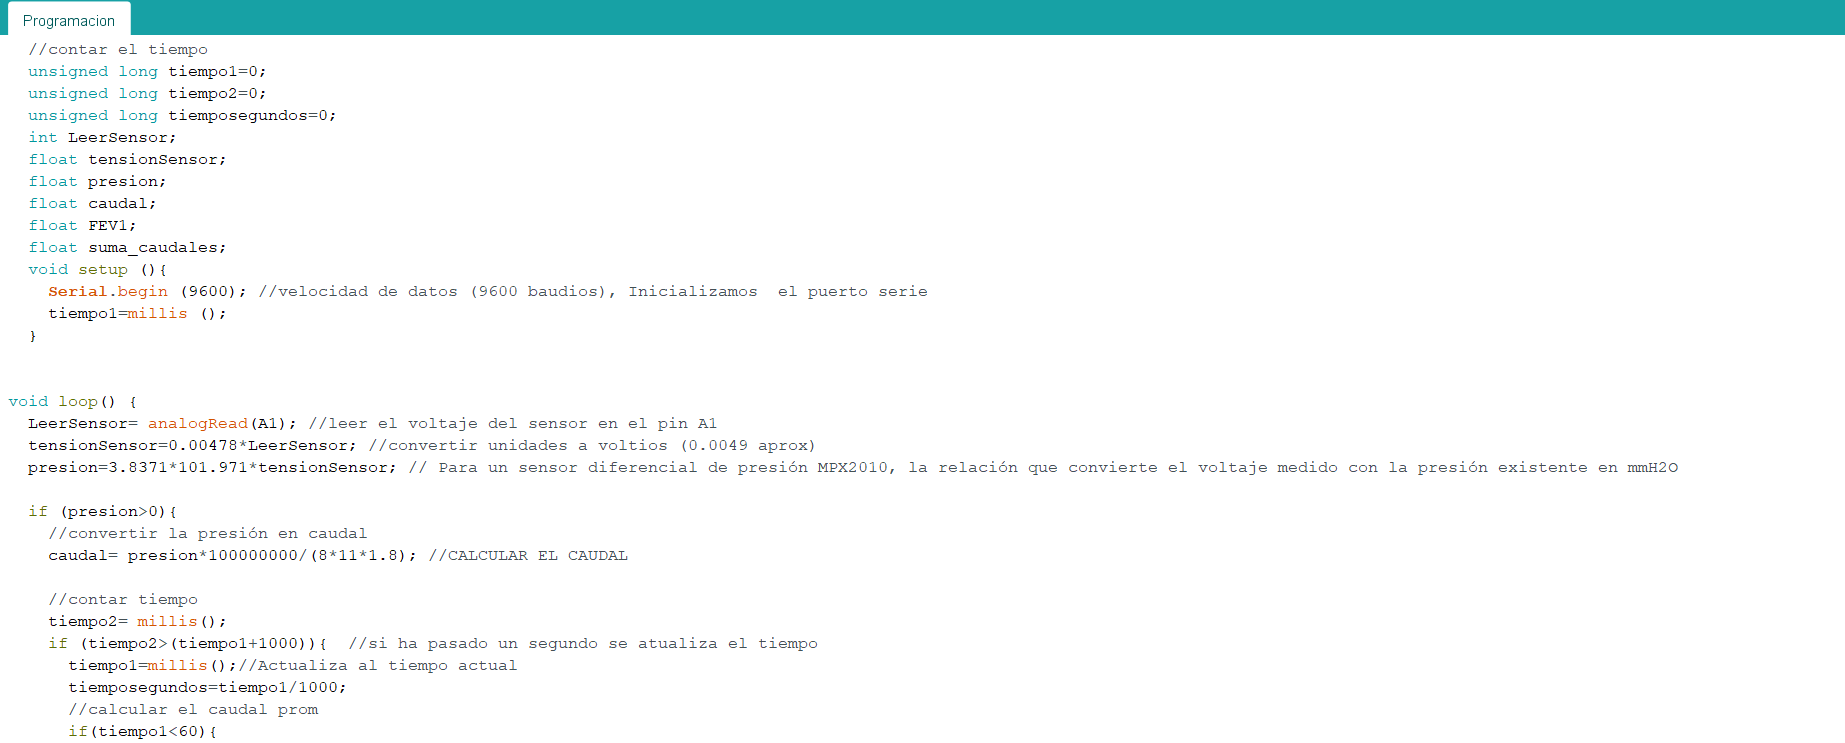 Programacion
//contar el tiempo
unsigned long tiempo1=0;
unsigned long tiempo2=0;
unsigned long tiemposegundos=0;
int LeerSensor;
float tensionSensor;
float presion;
float caudal;
float FEV1;
float suma_caudales;
void setup (){
Serial.begin (9600); //velocidad de datos (9600 baudios), Inicializamos  el puerto serie
tiempo1=millis ();
}
void loop() {
LeerSensor= analogRead(A1); //leer el voltaje del sensor en el pin A1
tensionSensor=0.00478*LeerSensor; //convertir unidades a voltios (0.0049 aprox)
presion=3.8371*101.971*tensionSensor; // Para un sensor diferencial de presión MPX2010, la relación que convierte el voltaje medido con la presión existente en mmH2O
if (presion>0){
//convertir la presión en caudal
caudal= presion*100000000/(8*11*1.8); //CALCULAR EL CAUDAL
//contar tiempo
tiempo2= millis();
if (tiempo2>(tiempo1+1000)){  //si ha pasado un segundo se atualiza el tiempo
tiempo1=millis();//Actualiza al tiempo actual
tiemposegundos=tiempo1/1000;
//calcular el caudal prom
if(tiempo1<60){